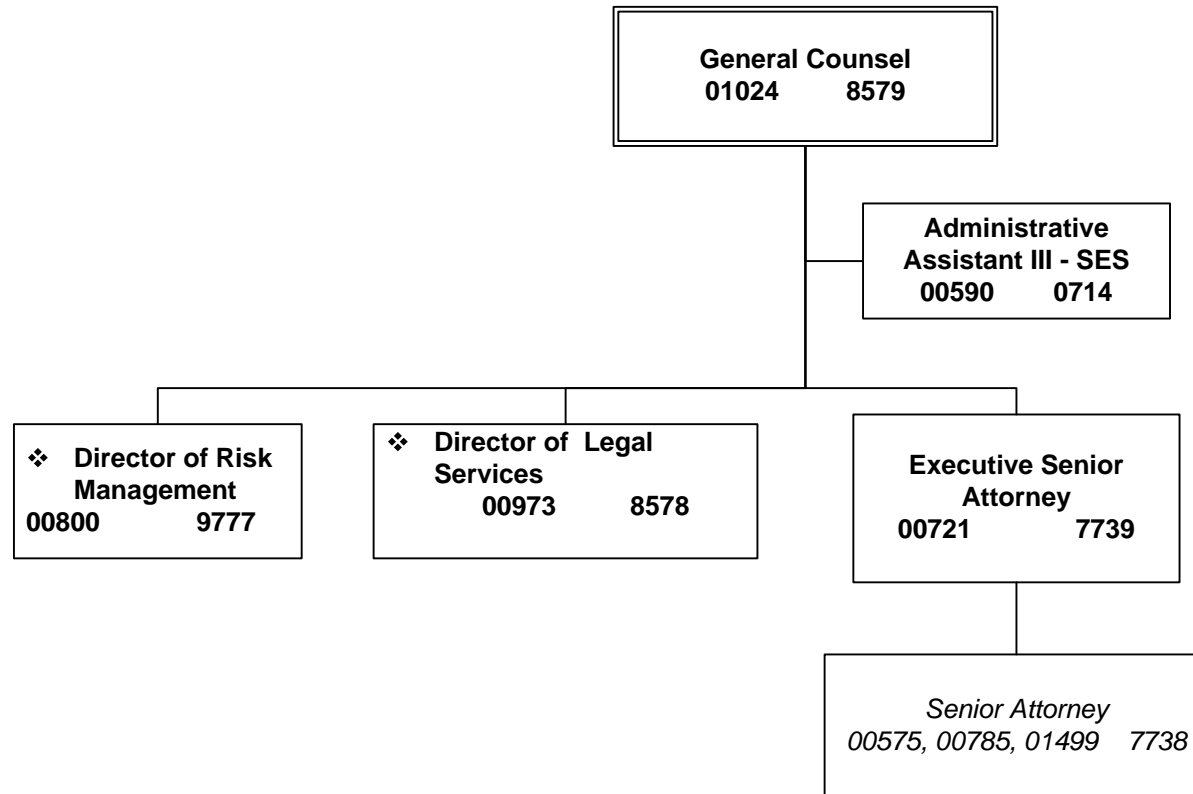 General Counsel
01024 8579
Administrative
Assistant III - SES
00590 0714
❖ Director of Risk
Management
00800 9777
❖ Director of Legal
Services
00973 8578
Executive Senior
Attorney
00721 7739
Senior Attorney
00575, 00785, 01499 7738